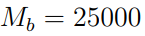 M_b = 25000